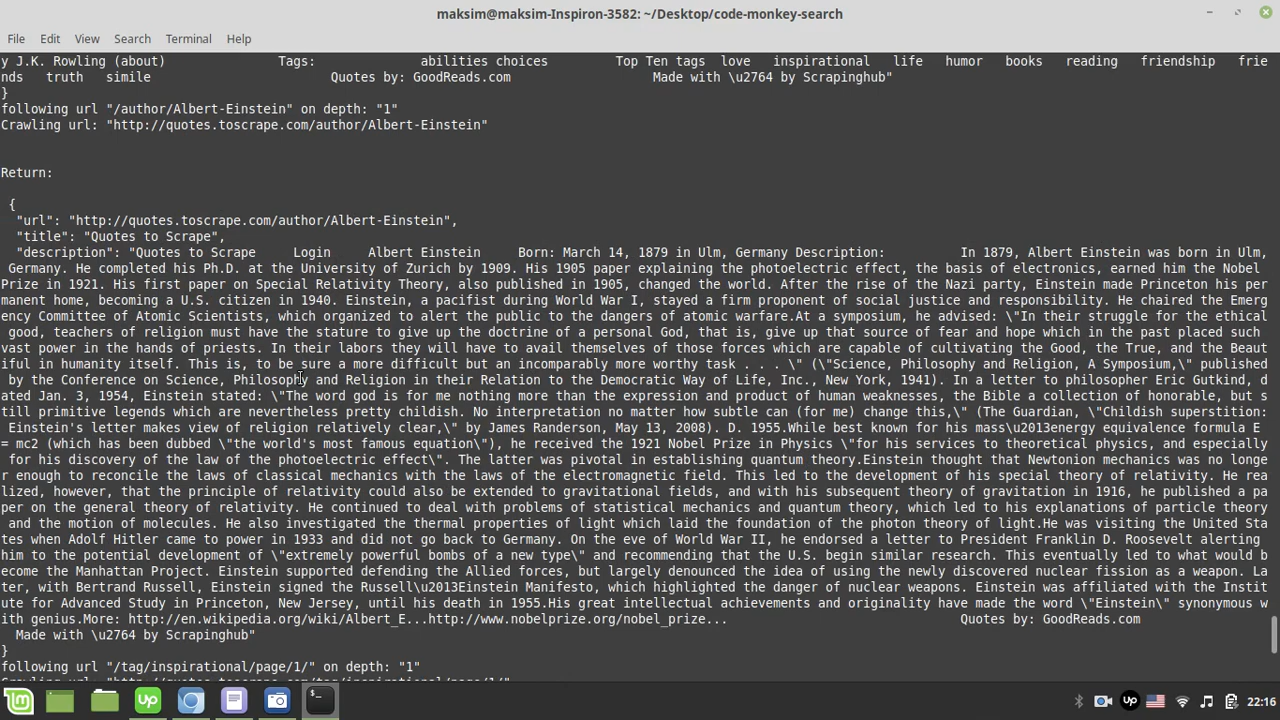 maksim@maksim-Inspiron-3582: ~/Desktop/code-monkey-search
File Edit View Search Terminal Help
y J.K. Rowling (about) Tags: abilities choices Top Ten tags love inspirational life humor books reading friendship frie
nds truth simile Quotes by: GoodReads.com Made with \u2764 by Scrapinghub"
}
following url "/author/Albert-Einstein" on depth: "1"
Crawling url: "http://quotes.toscrape.com/author/Albert-Einstein"
Return:
{
"url": "http://quotes.toscrape.com/author/Albert-Einstein",
"title": "Quotes to Scrape",
"description": "Quotes to Scrape Login Albert Einstein Born: March 14, 1879 in Ulm, Germany Description: In 1879, Albert Einstein was born in Ulm,
Germany. He completed his Ph.D. at the University of Zurich by 1909. His 1905 paper explaining the photoelectric effect, the basis of electronics, earned him the Nobel
Prize in 1921. His first paper on Special Relativity Theory, also published in 1905, changed the world. After the rise of the Nazi party, Einstein made Princeton his per
manent home, becoming a U.S. citizen in 1940. Einstein, a pacifist during World War I, stayed a firm proponent of social justice and responsibility. He chaired the Emerg
ency Committee of Atomic Scientists, which organized to alert the public to the dangers of atomic warfare.At a symposium, he advised: \"In their struggle for the ethical
good, teachers of religion must have the stature to give up the doctrine of a personal God, that is, give up that source of fear and hope which in the past placed such
vast power in the hands of priests. In their labors they will have to avail themselves of those forces which are capable of cultivating the Good, the True, and the Beaut
iful in humanity itself. This is, to be sure a more difficult but an incomparably more worthy task . . . \" (\"Science, Philosophy and Religion, A Symposium,\" published
by the Conference on Science, Philosophy and Religion in their Relation to the Democratic Way of Life, Inc., New York, 1941). In a letter to philosopher Eric Gutkind, d
ated Jan. 3, 1954, Einstein stated: \"The word god is for me nothing more than the expression and product of human weaknesses, the Bible a collection of honorable, but s
till primitive legends which are nevertheless pretty childish. No interpretation no matter how subtle can (for me) change this,\" (The Guardian, \"Childish superstition:
Einstein's letter makes view of religion relatively clear,\" by James Randerson, May 13, 2008). D. 1955.While best known for his mass\u2013energy equivalence formula E
= mc2 (which has been dubbed \"the world's most famous equation\"), he received the 1921 Nobel Prize in Physics \"for his services to theoretical physics, and especially
for his discovery of the law of the photoelectric effect\". The latter was pivotal in establishing quantum theory.Einstein thought that Newtonion mechanics was no longe
r enough to reconcile the laws of classical mechanics with the laws of the electromagnetic field. This led to the development of his special theory of relativity. He rea
lized, however, that the principle of relativity could also be extended to gravitational fields, and with his subsequent theory of gravitation in 1916, he published a pa
per on the general theory of relativity. He continued to deal with problems of statistical mechanics and quantum theory, which led to his explanations of particle theory
and the motion of molecules. He also investigated the thermal properties of light which laid the foundation of the photon theory of light.He was visiting the United Sta
tes when Adolf Hitler came to power in 1933 and did not go back to Germany. On the eve of World War II, he endorsed a letter to President Franklin D. Roosevelt alerting
him to the potential development of \"extremely powerful bombs of a new type\" and recommending that the U.S. begin similar research. This eventually led to what would b
ecome the Manhattan Project. Einstein supported defending the Allied forces, but largely denounced the idea of using the newly discovered nuclear fission as a weapon. La
ter, with Bertrand Russell, Einstein signed the Russell\u2013Einstein Manifesto, which highlighted the danger of nuclear weapons. Einstein was affiliated with the Instit
ute for Advanced Study in Princeton, New Jersey, until his death in 1955.His great intellectual achievements and originality have made the word \"Einstein\" synonymous w
ith genius.More: http://en.wikipedia.org/wiki/Albert_E...http://www.nobelprize.org/nobel_prize... Quotes by: GoodReads.com
Made with \u2764 by Scrapinghub"
}
following url "/tag/inspirational/page/1/" on depth: "1"
Crawling url: "http://quotes.toscrape.com/tag/inspirational/page/1/"
up
up
22:16